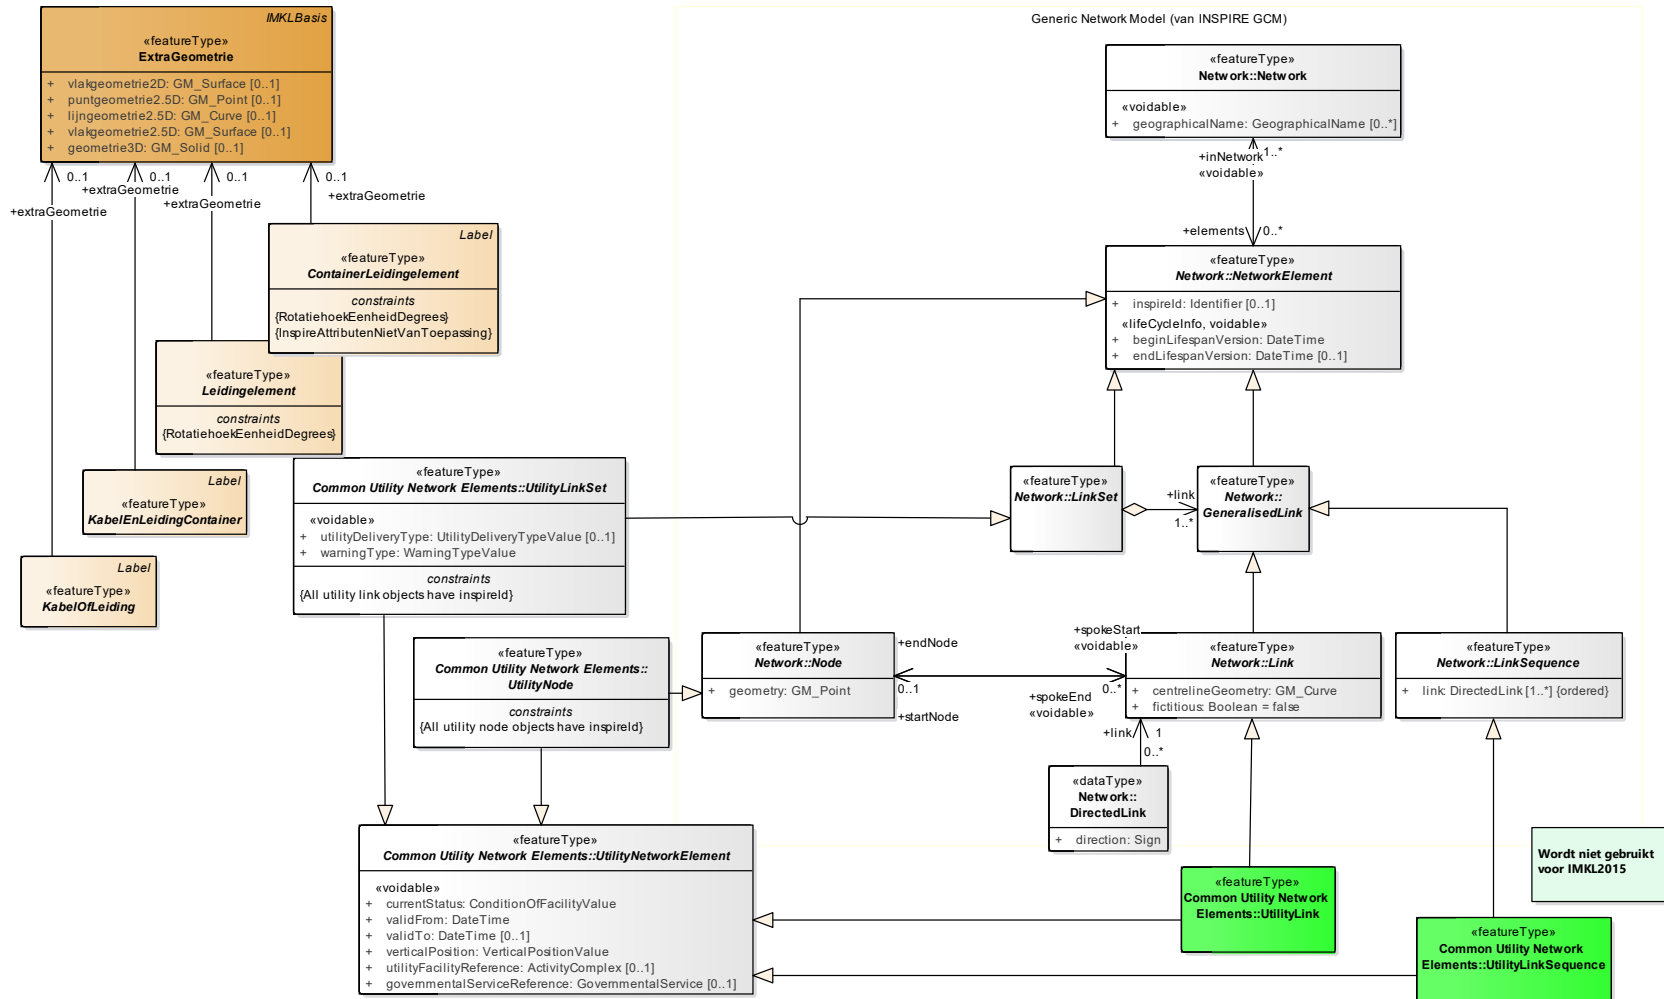 IMKLBasis
«featureType»
ExtraGeometrie
+ vlakgeometrie2D: GM_Surface [0..1]
+ puntgeometrie2.5D: GM_Point [0..1]
+ lijngeometrie2.5D: GM_Curve [0..1]
+ vlakgeometrie2.5D: GM_Surface [0..1]
+ geometrie3D: GM_Solid [0..1]
0..1
0..1
0..1
0..1
+extraGeometrie
+extraGeometrie
+extraGeometrie
+extraGeometrie
Label
«featureType»
ContainerLeidingelement
constraints
{RotatiehoekEenheidDegrees}
{InspireAttributenNietVanToepassing}
«featureType»
Leidingelement
constraints
{RotatiehoekEenheidDegrees}
Label
«featureType»
KabelEnLeidingContainer
Label
«featureType»
KabelOfLeiding
Generic Network Model (van INSPIRE GCM)
«featureType»
Network::Network
«voidable»
+ geographicalName: GeographicalName [0..*]
+inNetwork
1..*
«voidable»
+elements
0..*
«featureType»
Network::NetworkElement
+ inspireId: Identifier [0..1]
«lifeCycleInfo, voidable»
+ beginLifespanVersion: DateTime
+ endLifespanVersion: DateTime [0..1]
«featureType»
Common Utility Network Elements::UtilityLinkSet
«voidable»
+ utilityDeliveryType: UtilityDeliveryTypeValue [0..1]
+ warningType: WarningTypeValue
constraints
{All utility link objects have inspireId}
«featureType»
Network::LinkSet
+link
1..*
«featureType»
Network::
GeneralisedLink
«featureType»
Common Utility Network Elements::
UtilityNode
constraints
{All utility node objects have inspireId}
«featureType»
Network::Node
+ geometry: GM_Point
+endNode
0..1
+startNode
+spokeStart
«voidable»
0..*
+spokeEnd
«voidable»
«featureType»
Network::Link
+ centrelineGeometry: GM_Curve
+ fictitious: Boolean = false
«featureType»
Network::LinkSequence
+ link: DirectedLink [1..*] {ordered}
+link
1
0..*
«dataType»
Network::
DirectedLink
+ direction: Sign
«featureType»
Common Utility Network Elements::UtilityNetworkElement
«voidable»
+ currentStatus: ConditionOfFacilityValue
+ validFrom: DateTime
+ validTo: DateTime [0..1]
+ verticalPosition: VerticalPositionValue
+ utilityFacilityReference: ActivityComplex [0..1]
+ governmentalServiceReference: GovernmentalService [0..1]
«featureType»
Common Utility Network
Elements::UtilityLink
Wordt niet gebruikt
voor IMKL2015
«featureType»
Common Utility Network
Elements::UtilityLinkSequence